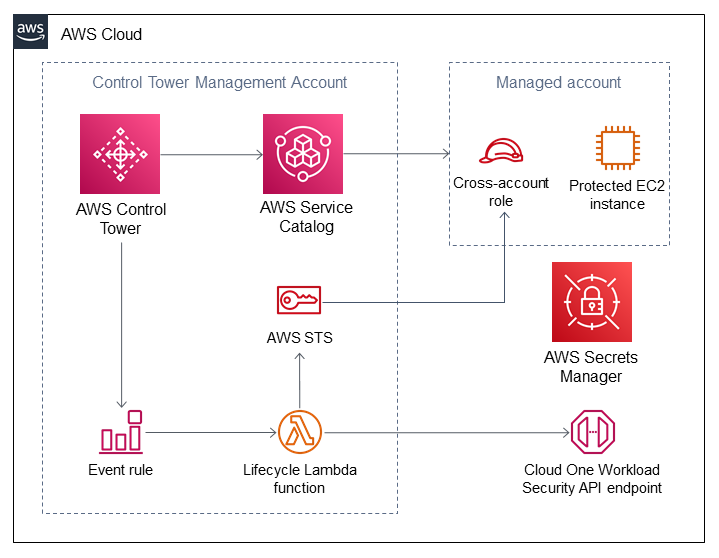 aws
AWS Cloud
Control Tower Management Account
Managed account
AWS Control
Tower
AWS Service
Catalog
Cross-account
role
Protected EC2
instance
AWS STS
AWS Secrets
Manager
Event rule
Lifecycle Lambda
function
Cloud One Workload
Security API endpoint